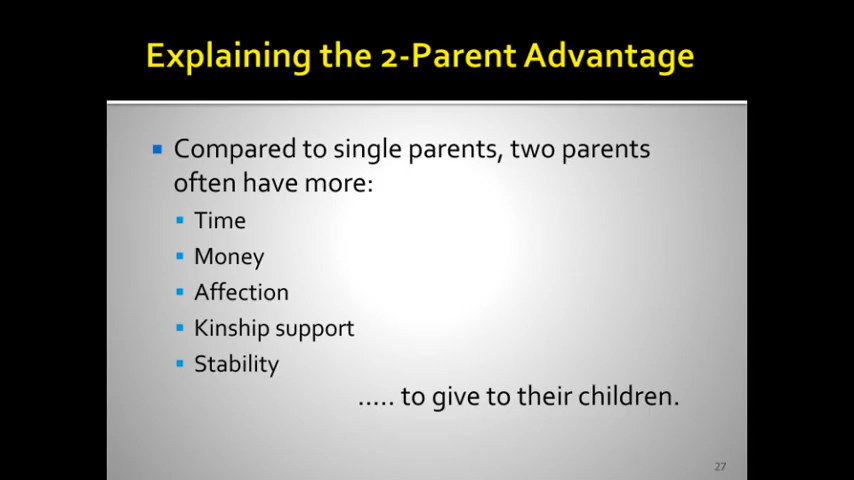 Explaining the 2-Parent Advantage
Compared to single parents, two parents
often have more:
Time
Money
Affection
Kinship support
Stability
..... to give to their children.
27